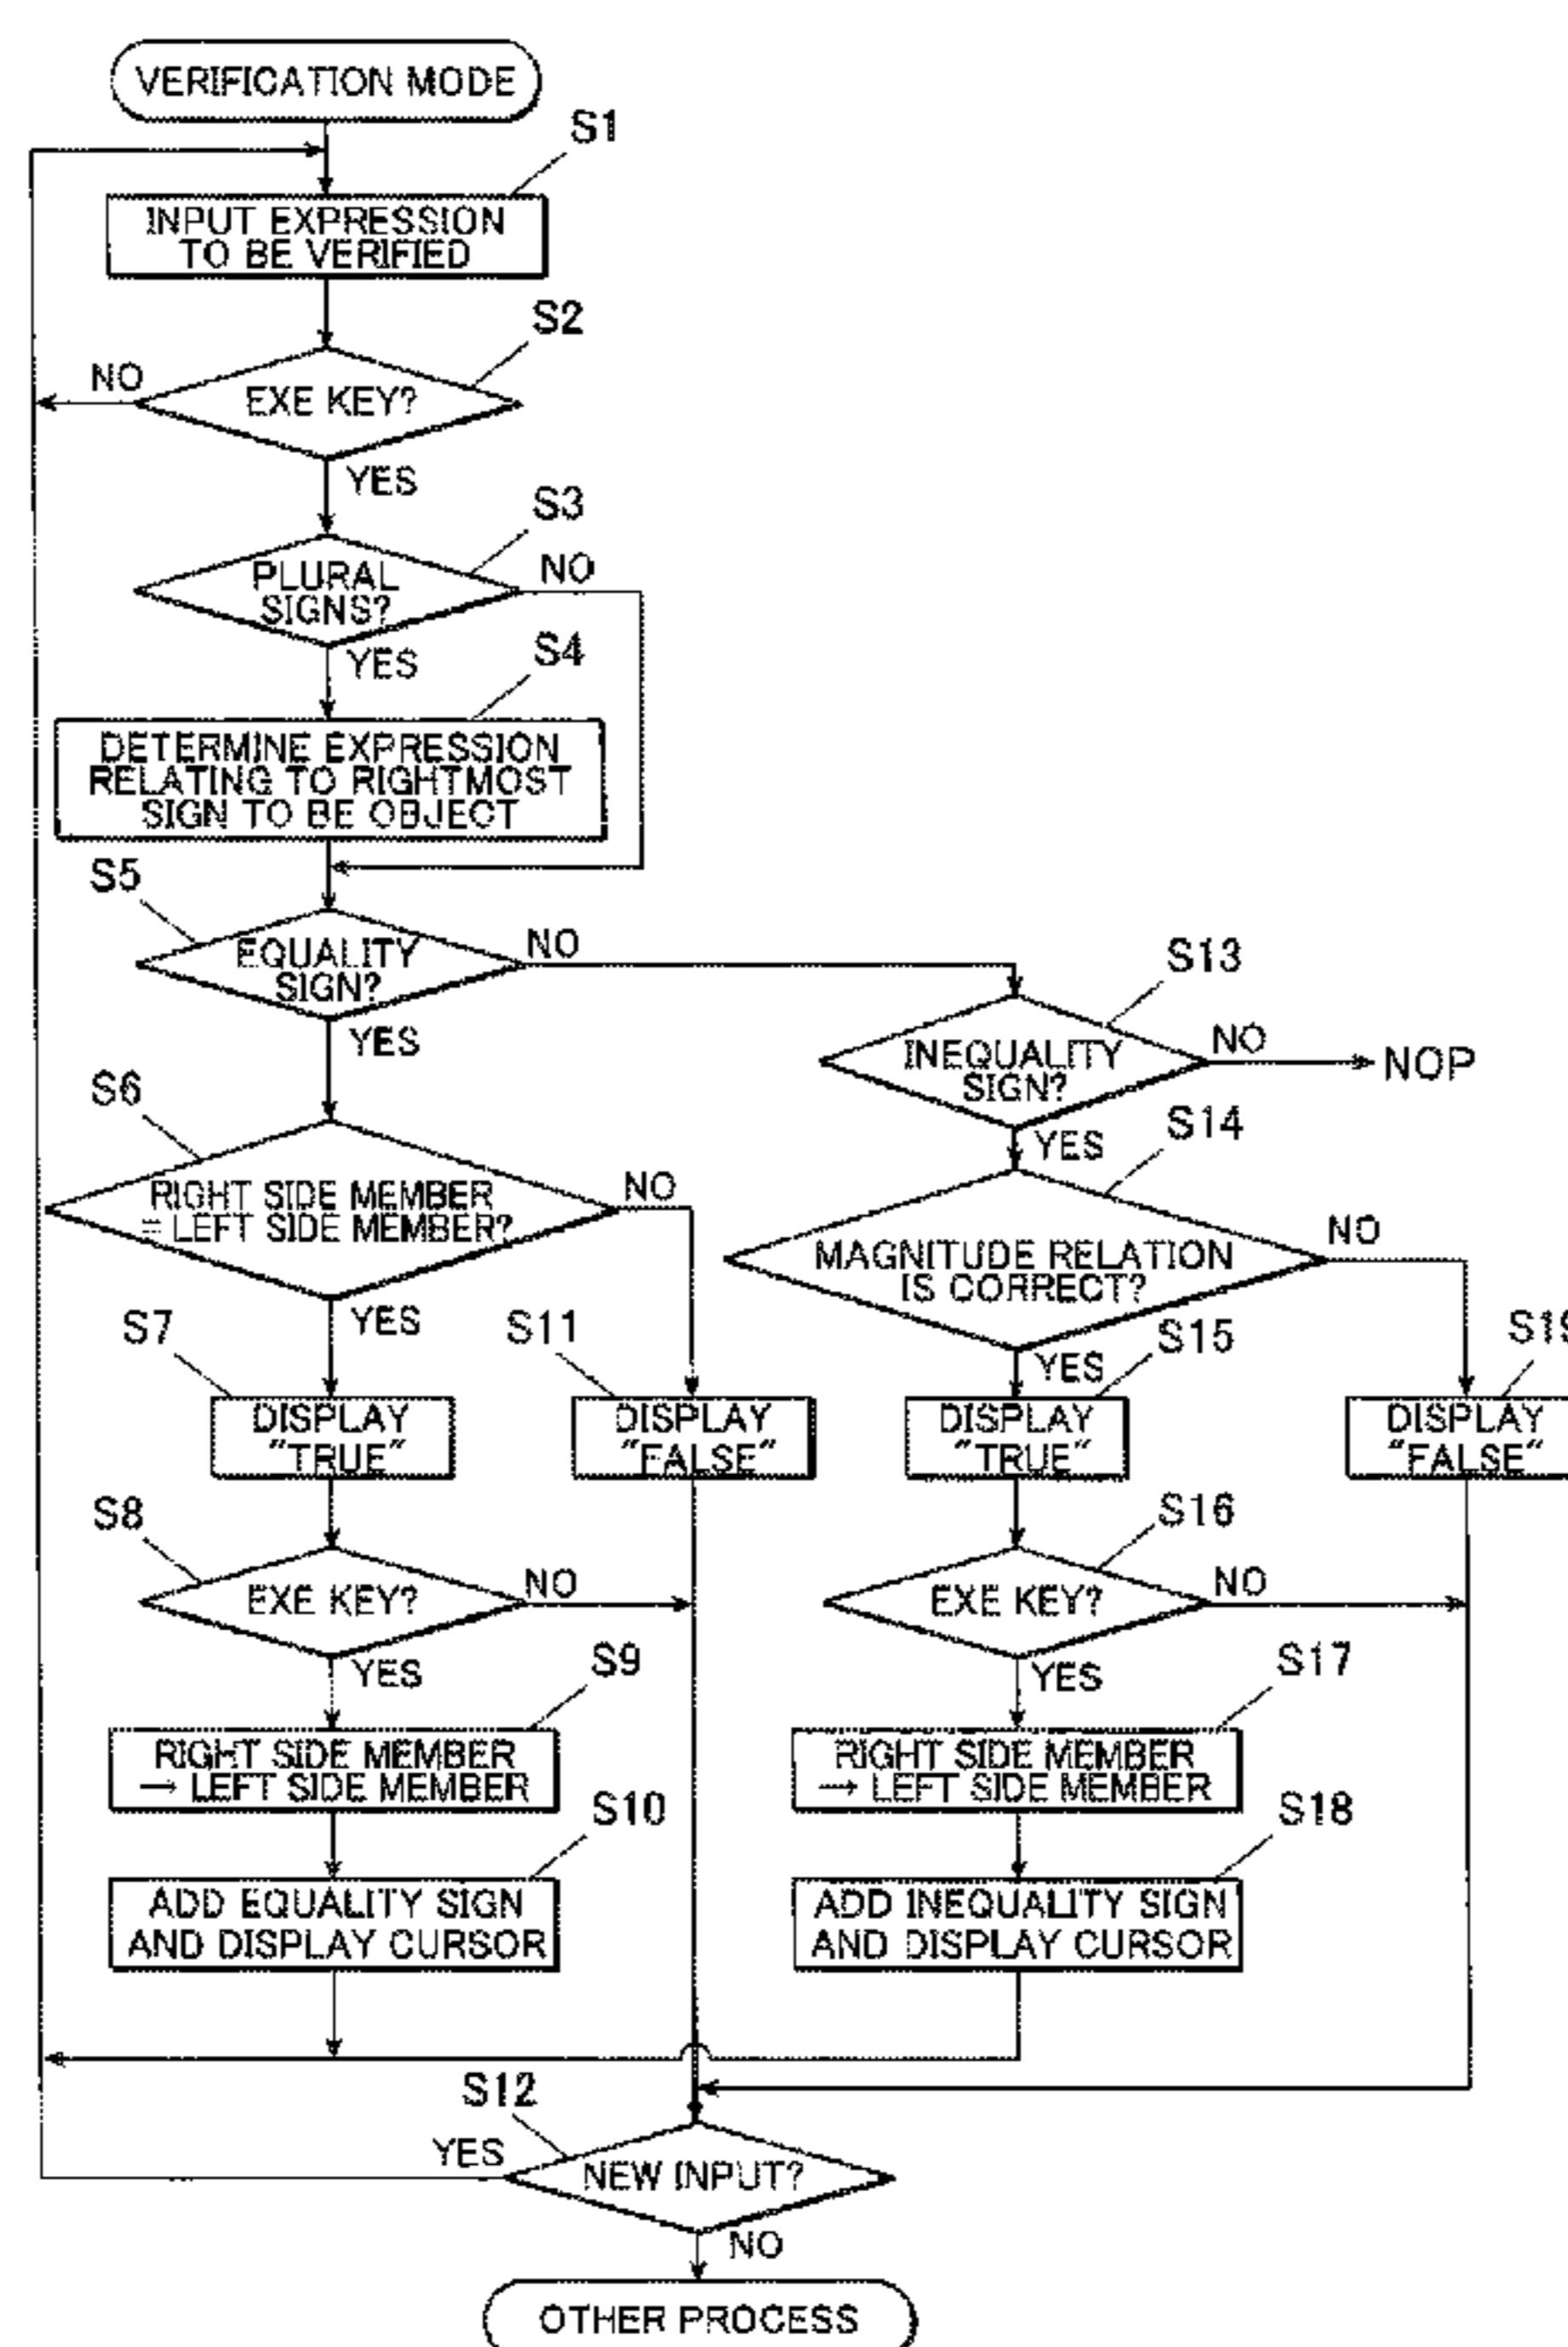 VERIFICATION MODE
S1
INPUT EXPRESSION
TO BE VERIFIED
S2
NO
EXE KEY?
YES
S3
NO
PLURAL
SIGNS?
YES
S4
DETERMINE EXPRESSION
RELATING TO RIGHTMOST
SIGN TO BE OBJECT
S5
NO
EQUALITY
SIGN?
YES
S13
NO
INEQUALITY
SIGN?
NOP
YES
S6
NO
RIGHT SIDE MEMBER
= LEFT SIDE MEMBER?
YES
S14
NO
MAGNITUDE RELATION
IS CORRECT?
YES
S7
DISPLAY
"TRUE"
S11
DISPLAY
"FALSE"
S15
DISPLAY
"TRUE"
S19
DISPLAY
"FALSE"
S8
EXE KEY?
NO
YES
S16
EXE KEY?
NO
YES
S9
RIGHT SIDE MEMBER
→ LEFT SIDE MEMBER
S17
RIGHT SIDE MEMBER
→ LEFT SIDE MEMBER
S10
ADD EQUALITY SIGN
AND DISPLAY CURSOR
S18
ADD INEQUALITY SIGN
AND DISPLAY CURSOR
S12
YES
NEW INPUT?
NO
OTHER PROCESS